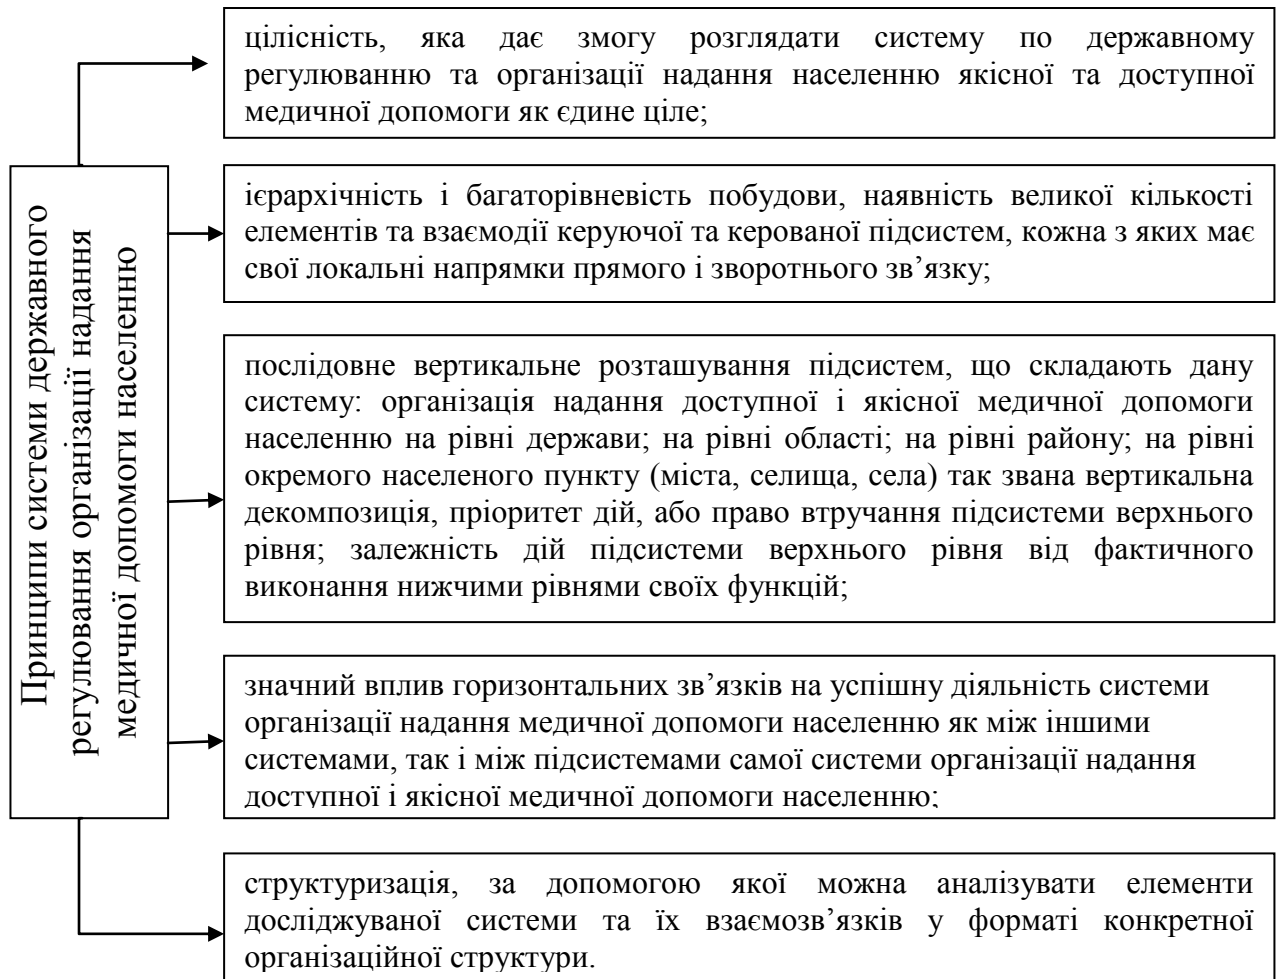 Принципи системи державного
регулювання організації надання
медичної допомоги населенню
цілісність, яка дає змогу розглядати систему по державному
регулюванню та організації надання населенню якісної та доступної
медичної допомоги як єдине ціле;
ієрархічність і багаторівневість побудови, наявність великої кількості
елементів та взаємодії керуючої та керованої підсистем, кожна з яких має
свої локальні напрямки прямого і зворотнього зв’язку;
послідовне вертикальне розташування підсистем, що складають дану
систему: організація надання доступної і якісної медичної допомоги
населенню на рівні держави; на рівні області; на рівні району; на рівні
окремого населеного пункту (міста, селища, села) так звана вертикальна
декомпозиція, пріоритет дій, або право втручання підсистеми верхнього
рівня; залежність дій підсистеми верхнього рівня від фактичного
виконання нижчими рівнями своїх функцій;
значний вплив горизонтальних зв’язків на успішну діяльність системи
організації надання медичної допомоги населенню як між іншими
системами, так і між підсистемами самої системи організації надання
доступної і якісної медичної допомоги населенню;
структуризація, за допомогою якої можна аналізувати елементи
досліджуваної системи та їх взаємозв’язків у форматі конкретної
організаційної структури.